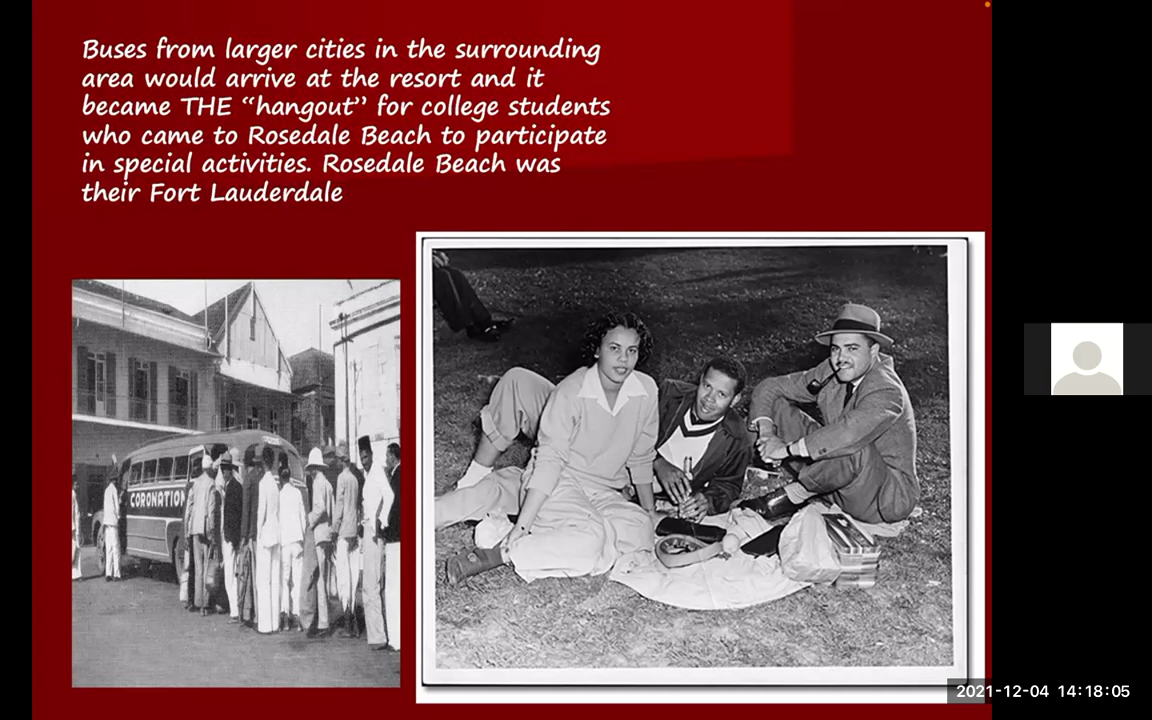 Buses from larger cities in the surrounding
area would arrive at the resort and it
became THE “hangout” for college students
who came to Rosedale Beach to participate
in special activities. Rosedale Beach was
their Fort Lauderdale
CORONATION
2021-12-04 14:18:05